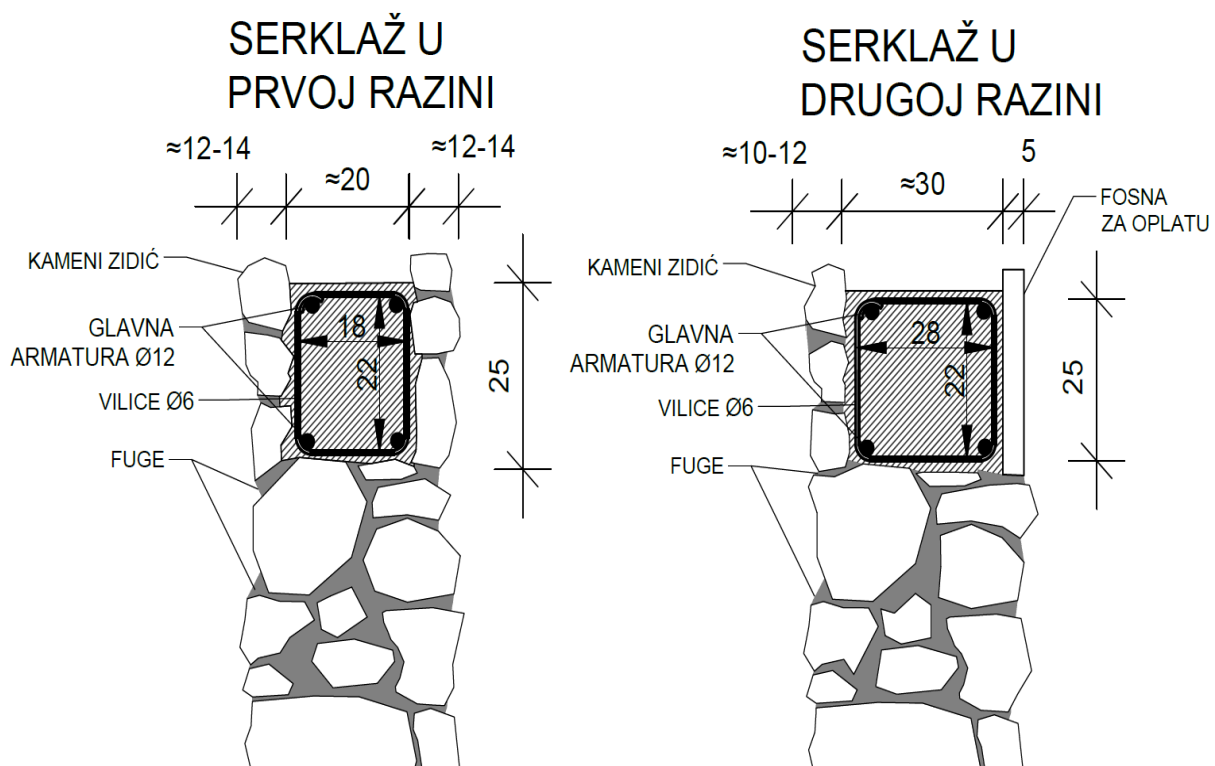 SERKLAŽ U
PRVOJ RAZINI
≈12-14
≈12-14
≈20
KAMENI ZIDIĆ
GLAVNA
ARMATURA Ø12
VILICE Ø6
FUGE
18
22
25
SERKLAŽ U
DRUGOJ RAZINI
≈10-12
5
≈30
FOSNA
ZA OPLATU
KAMENI ZIDIĆ
GLAVNA
ARMATURA Ø12
VILICE Ø6
FUGE
28
22
25